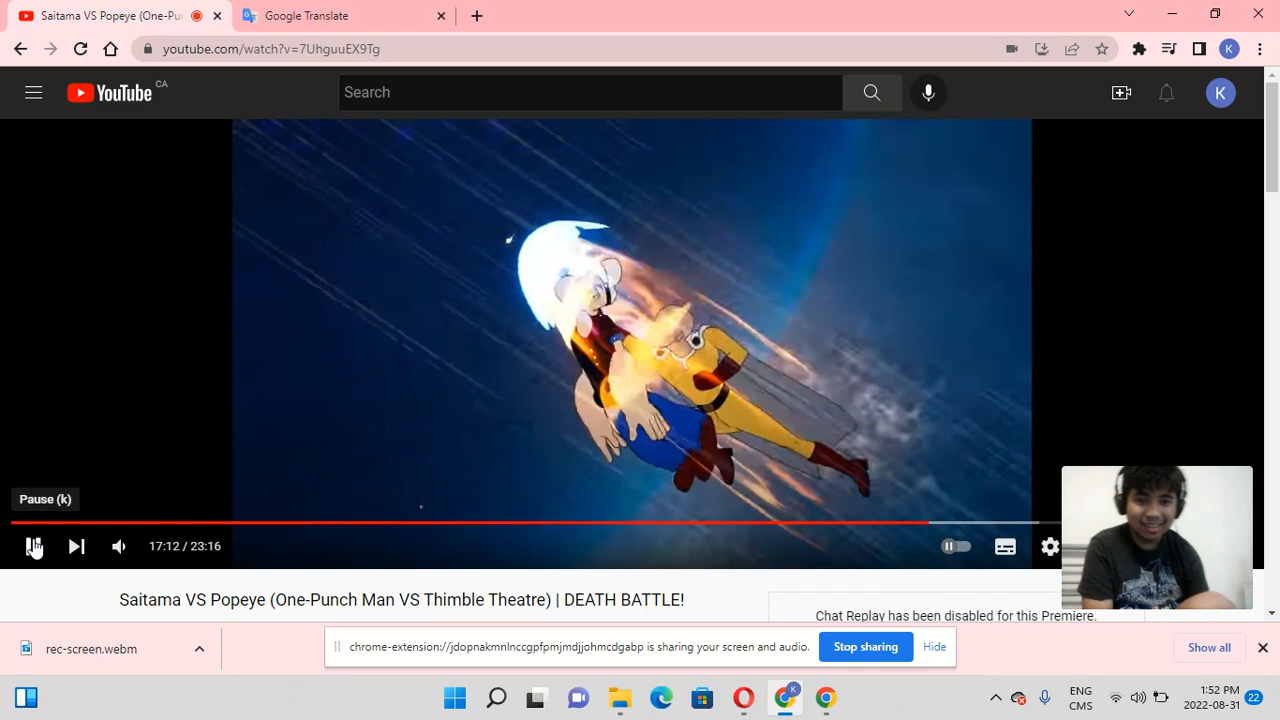 Saitama VS Popeye (One-Pur
Google Translate
youtube.com/watch?v=7UhguuEX9Tg
K
YouTube CA
Search
K
Pause (k)
17:12 / 23:16
Saitama VS Popeye (One-Punch Man VS Thimble Theatre) | DEATH BATTLE!
Chat Replay has been disabled for this Premiere.
rec-screen.webm
chrome-extension://jdopnakmnlnccgpfpmjmdjjohmcdgabp is sharing your screen and audio.
Stop sharing
Hide
Show all
K
ENG
CMS
1:52 PM
2022-08-31
22